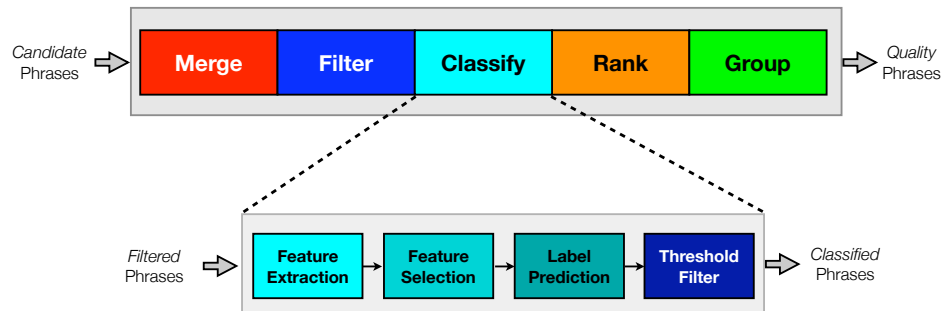 Candidate
Phrases
Merge
Filter
Classify
Rank
Group
Quality
Phrases
Filtered
Phrases
Feature
Extraction
Feature
Selection
Label
Prediction
Threshold
Filter
Classified
Phrases